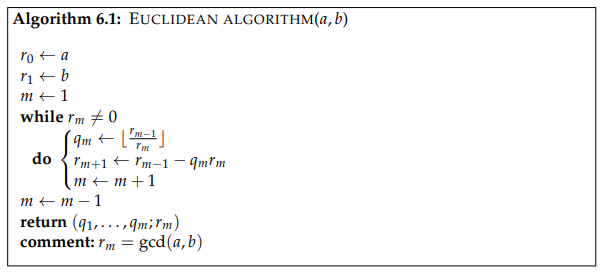 Algorithm 6.1: EUCLIDEAN ALGORITHM(a, b)
r₀ ← a
r₁ ← b
m ← 1
while rₘ ≠ 0
do { qₘ ← ⌊rₘ₋₁/rₘ⌋
rₘ₊₁ ← rₘ₋₁ − qₘrₘ
m ← m + 1
m ← m − 1
return (q₁, . . . , qₘ; rₘ)
comment: rₘ = gcd(a, b)